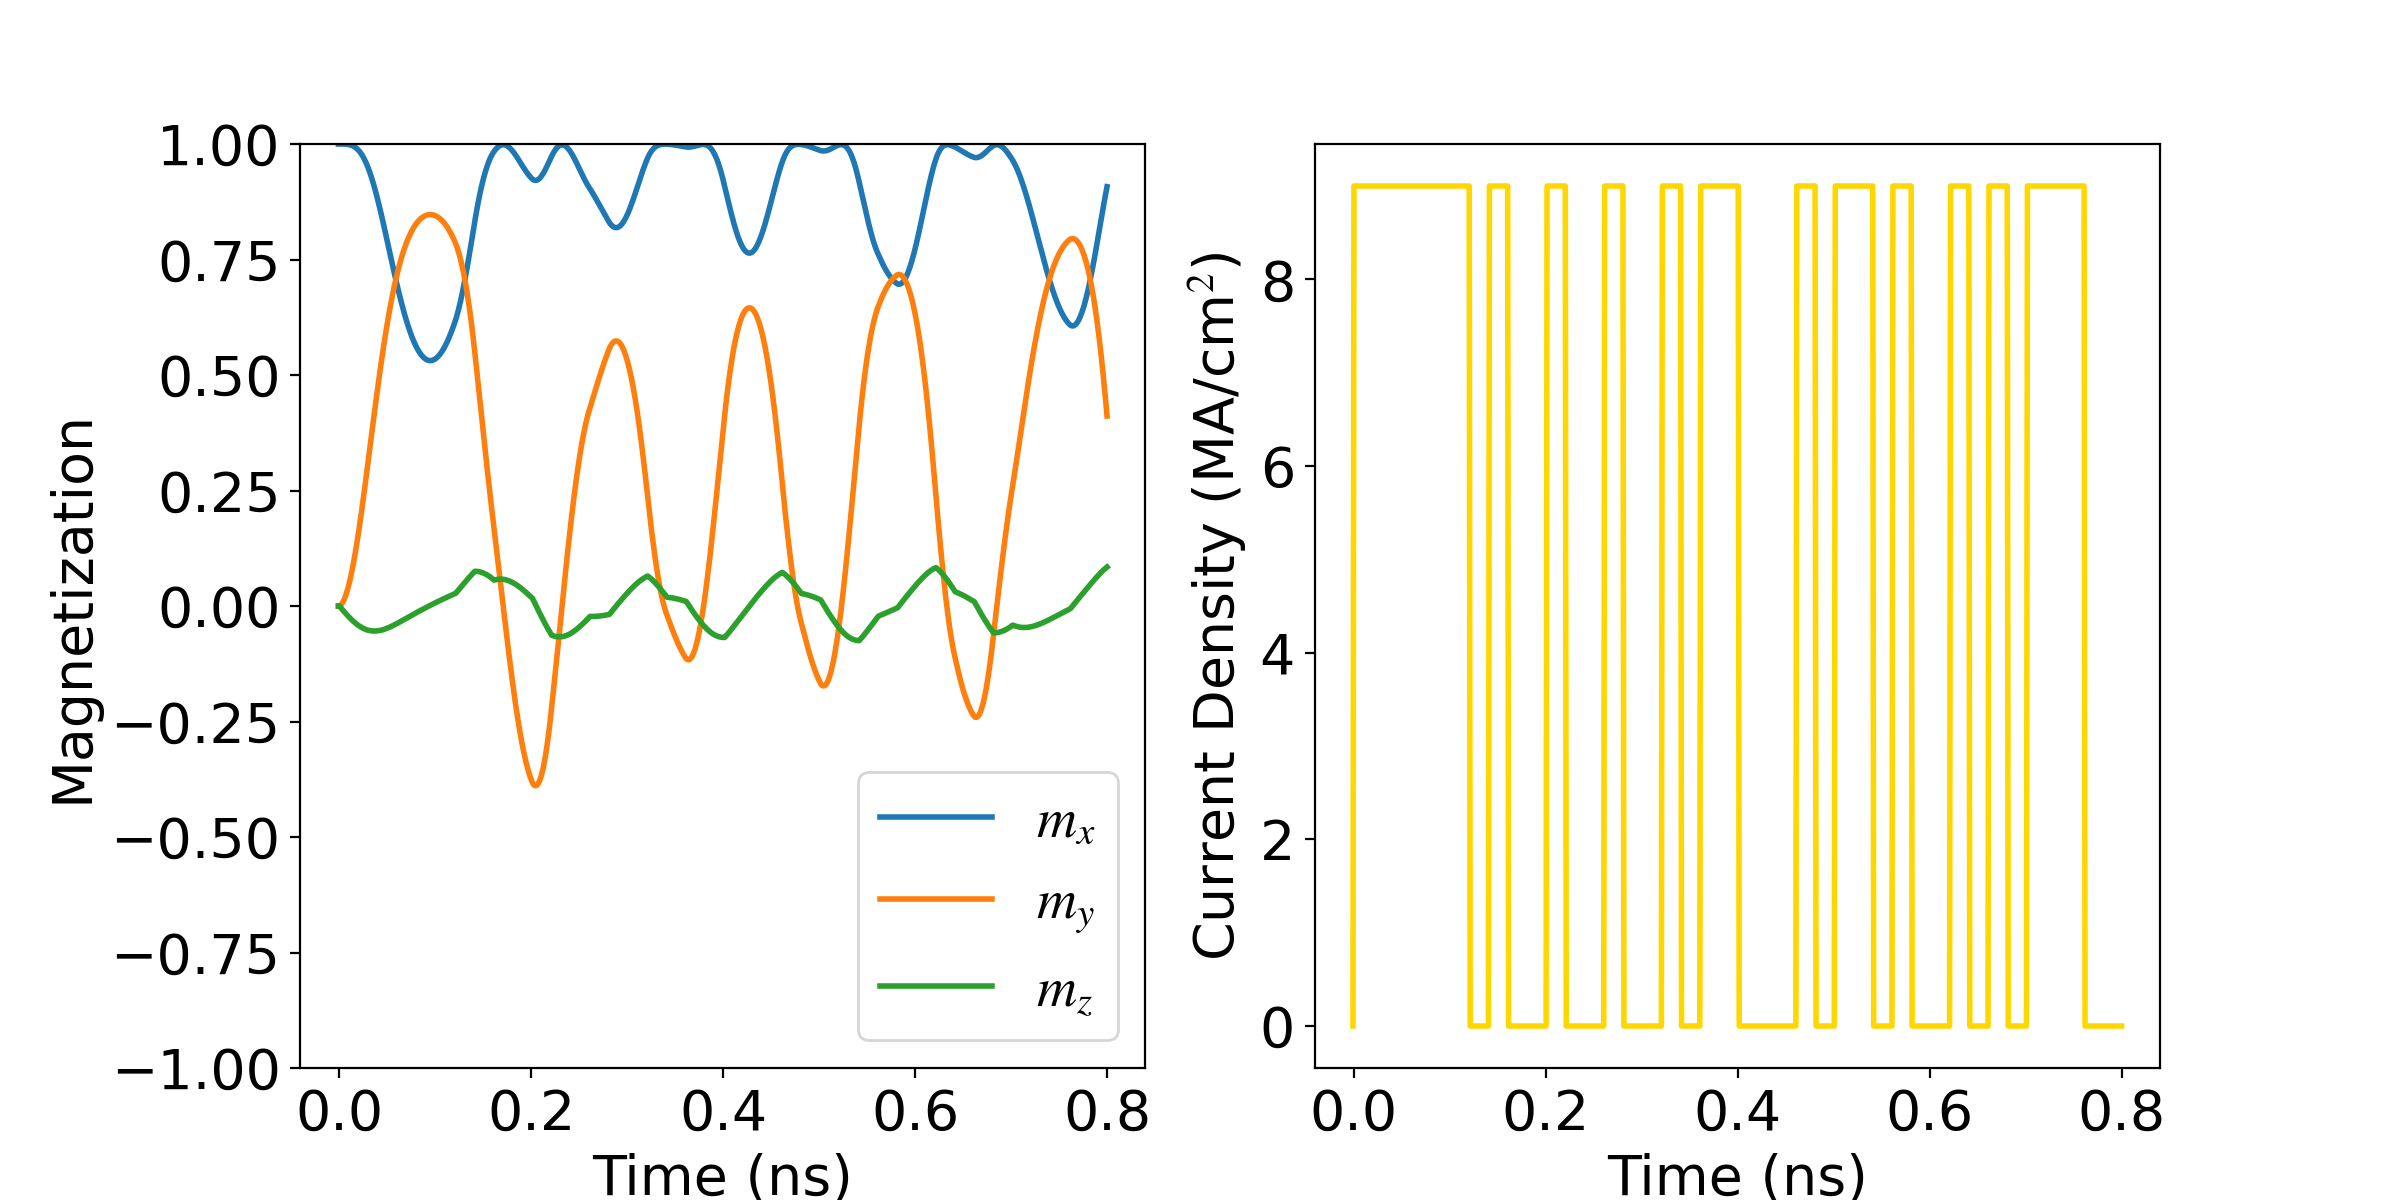 Magnetization
1.00
0.75
0.50
0.25
0.00
−0.25
−0.50
−0.75
−1.00
0.0 0.2 0.4 0.6 0.8
Time (ns)
m_x
m_y
m_z
Current Density (MA/cm²)
8
6
4
2
0
0.0 0.2 0.4 0.6 0.8
Time (ns)